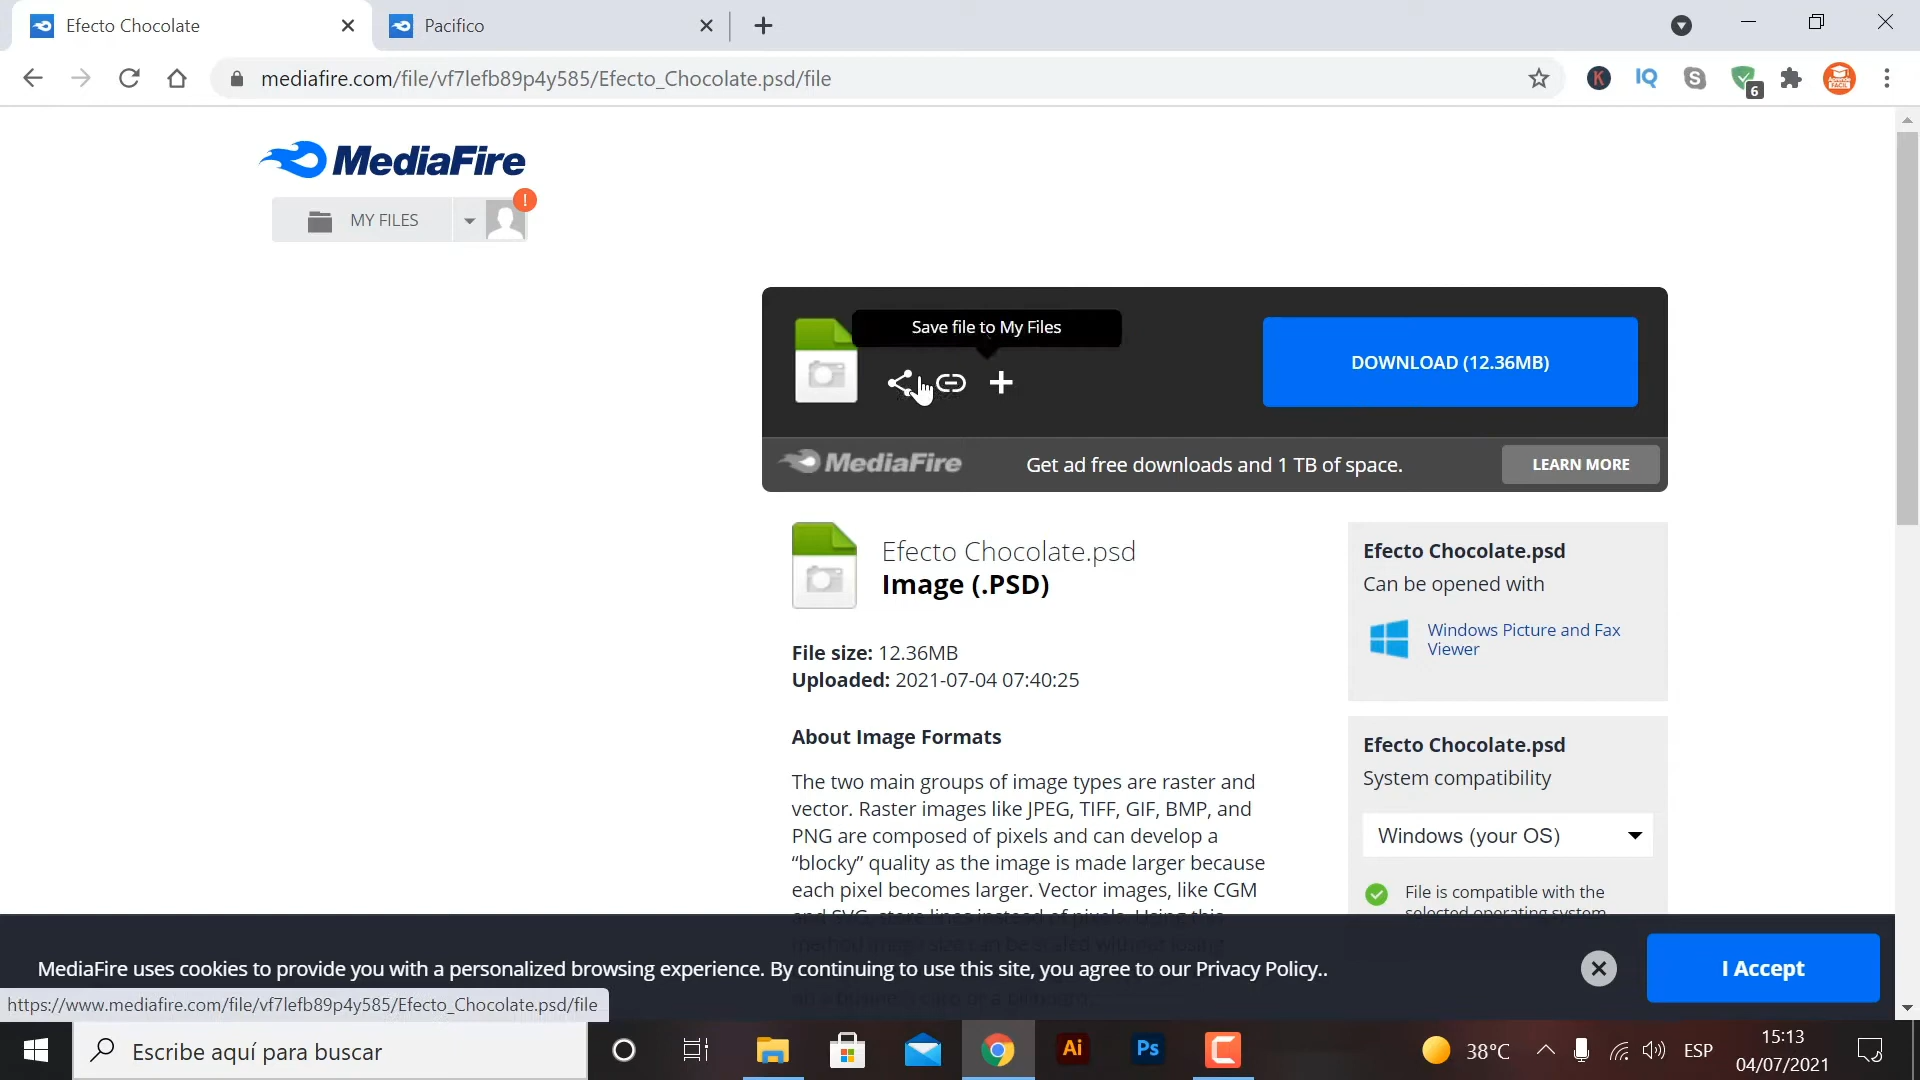 Efecto Chocolate
Pacifico
mediafire.com/file/vf7lefb89p4y585/Efecto_Chocolate.psd/file
K
IQ
S
6
MediaFire
MY FILES
!
Save file to My Files
DOWNLOAD (12.36MB)
MediaFire
Get ad free downloads and 1 TB of space.
LEARN MORE
Efecto Chocolate.psd
Image (.PSD)
File size: 12.36MB
Uploaded: 2021-07-04 07:40:25
About Image Formats
The two main groups of image types are raster and
vector. Raster images like JPEG, TIFF, GIF, BMP, and
PNG are composed of pixels and can develop a
“blocky” quality as the image is made larger because
each pixel becomes larger. Vector images, like CGM
Efecto Chocolate.psd
Can be opened with
Windows Picture and Fax
Viewer
Efecto Chocolate.psd
System compatibility
Windows (your OS)
File is compatible with the
selected operating system
MediaFire uses cookies to provide you with a personalized browsing experience. By continuing to use this site, you agree to our Privacy Policy..
I Accept
https://www.mediafire.com/file/vf7lefb89p4y585/Efecto_Chocolate.psd/file
Escribe aquí para buscar
Ai
Ps
38°C
ESP
15:13
04/07/2021